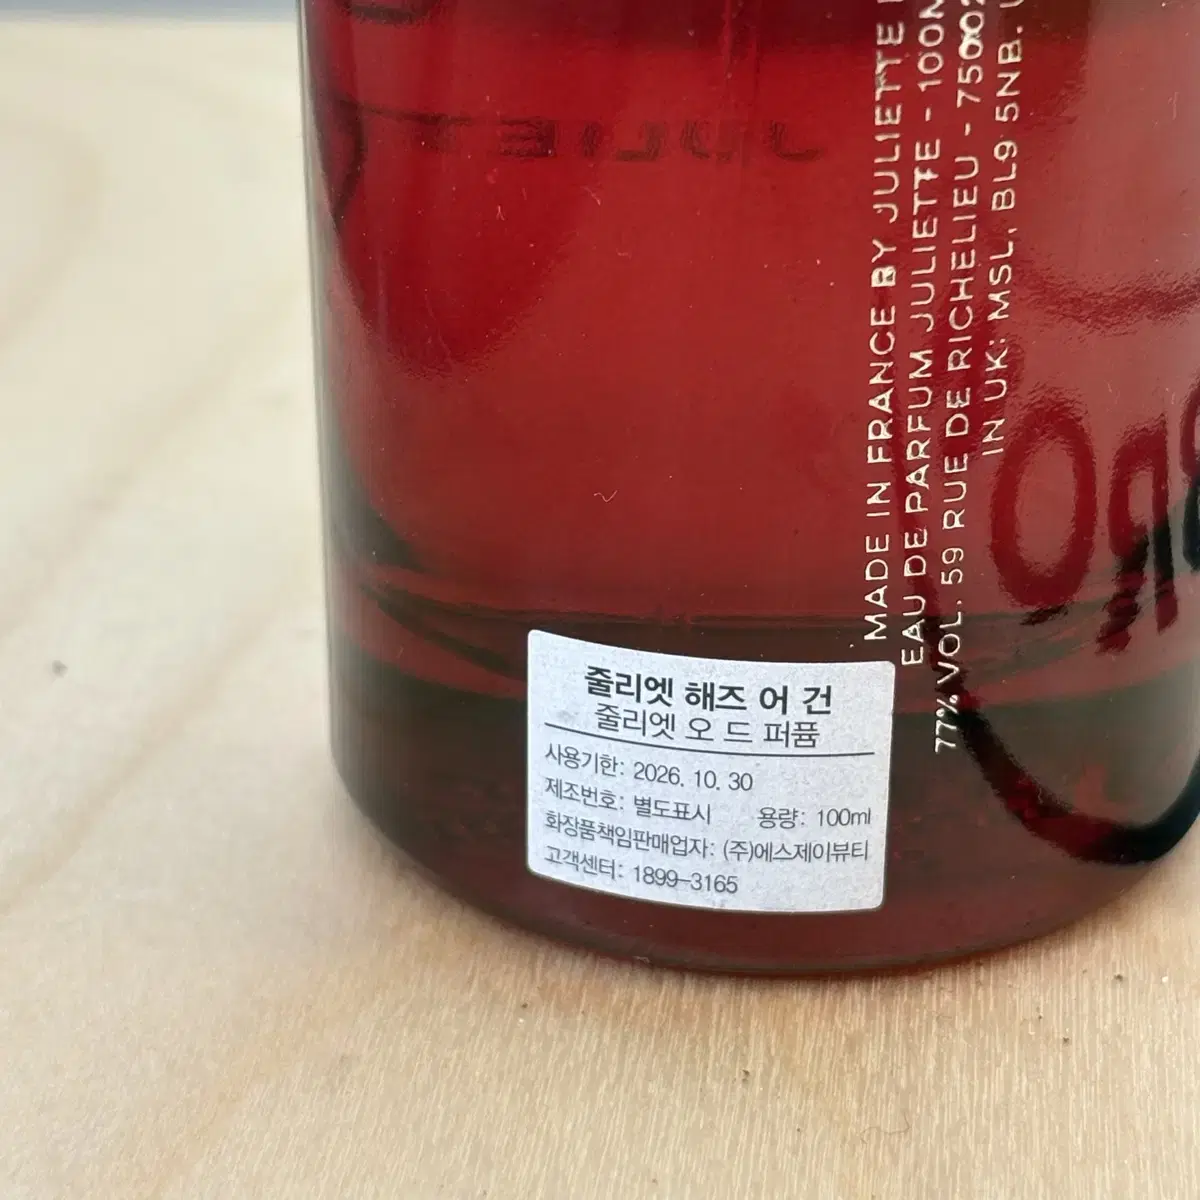 MADE IN FRANCE BY JULIETTE
EAU DE PARFUM JULIETTE - 100M
77% VOL. 59 RUE DE RICHELIEU - 75002
IN UK: MSL, BL9 5NB.
줄리엣 해즈 어 건
줄리엣 오 드 퍼퓸
사용기한: 2026. 10. 30
제조번호: 별도표시 용량: 100ml
화장품책임판매업자: (주)에스제이뷰티
고객센터: 1899-3165